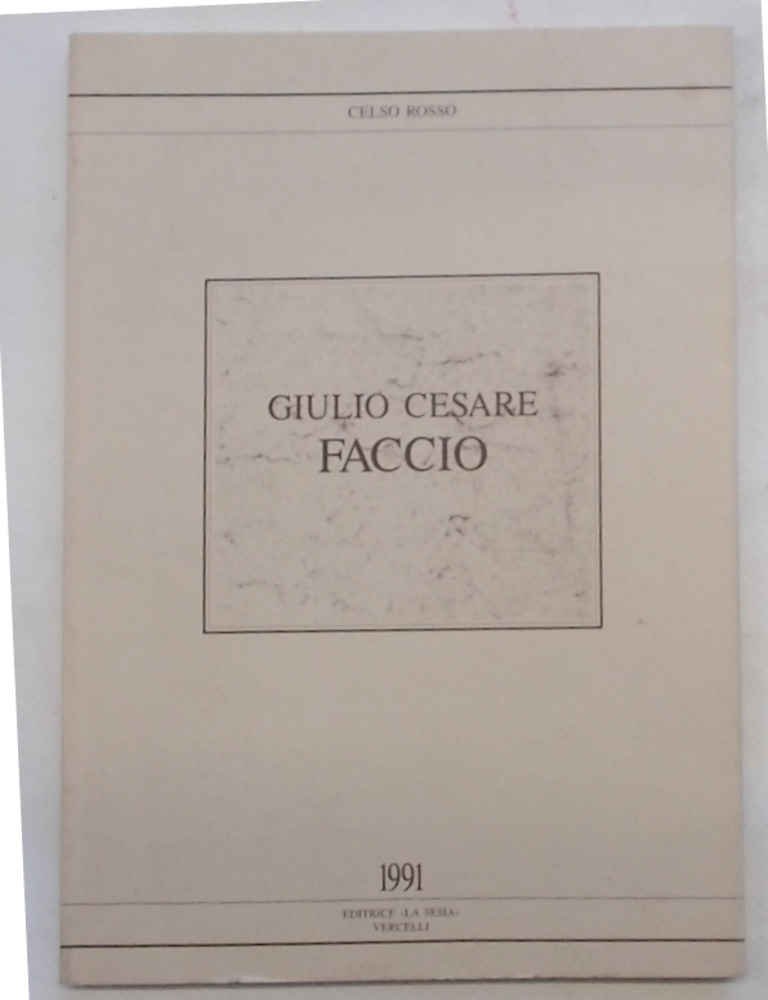 CELSO ROSSO
GIULIO CESARE
FACCIO
1991
EDITRICE «LA SESIA»
VERCELLI